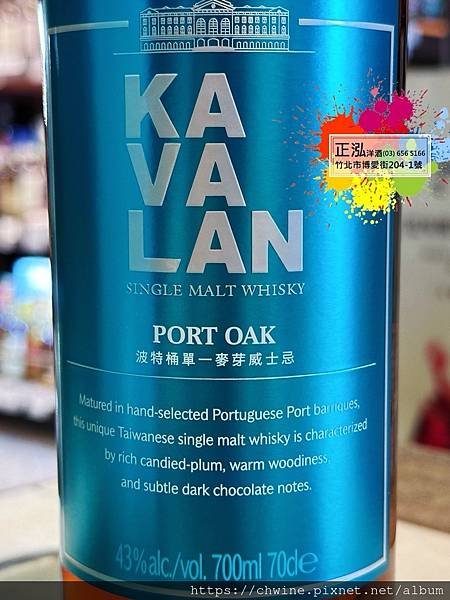 KA
VA
LAN
SINGLE MALT WHISKY
PORT OAK
波特桶單一麥芽威士忌
Matured in hand-selected Portuguese Port barriques,
this unique Taiwanese single malt whisky is characterized
by rich candied-plum, warm woodiness,
and subtle dark chocolate notes.
43%alc./vol. 700ml 70cle
正泓洋酒(03) 656 5166
竹北市博愛街204-1號
https://chwine.pixnet.net/album